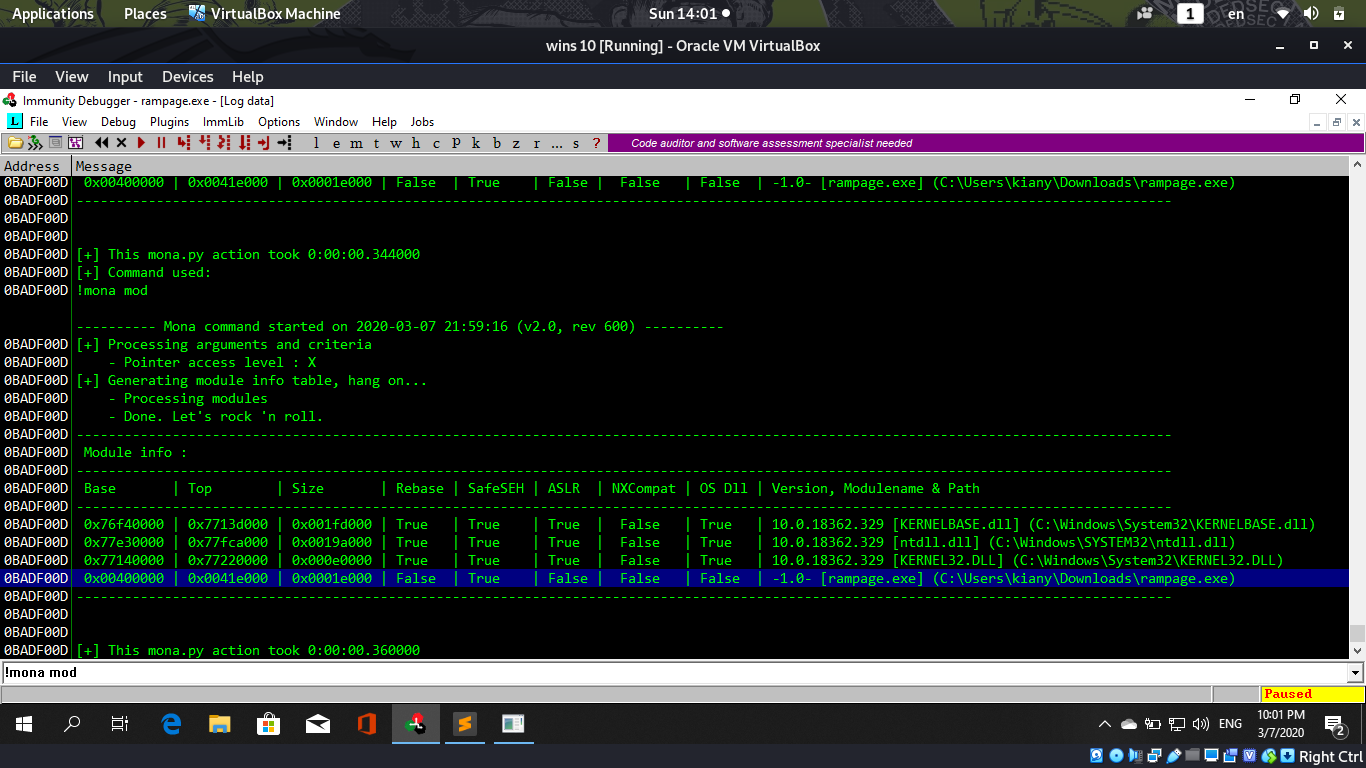 Applications Places VirtualBox Machine Sun 14:01 1 en
wins 10 [Running] - Oracle VM VirtualBox
File View Input Devices Help
Immunity Debugger - rampage.exe - [Log data]
L File View Debug Plugins ImmLib Options Window Help Jobs
l e m t w h c P k b z r ... s ? Code auditor and software assessment specialist needed
Address Message
0BADF00D 0x00400000 | 0x0041e000 | 0x0001e000 | False | True | False | False | False | -1.0- [rampage.exe] (C:\Users\kiany\Downloads\rampage.exe)
0BADF00D ----------------------------------------------------------------------------------------------------------------------------------------
0BADF00D
0BADF00D
0BADF00D [+] This mona.py action took 0:00:00.344000
0BADF00D [+] Command used:
0BADF00D !mona mod
---------- Mona command started on 2020-03-07 21:59:16 (v2.0, rev 600) ----------
0BADF00D [+] Processing arguments and criteria
0BADF00D - Pointer access level : X
0BADF00D [+] Generating module info table, hang on...
0BADF00D - Processing modules
0BADF00D - Done. Let's rock 'n roll.
0BADF00D ----------------------------------------------------------------------------------------------------------------------------------------
0BADF00D Module info :
0BADF00D ----------------------------------------------------------------------------------------------------------------------------------------
0BADF00D Base | Top | Size | Rebase | SafeSEH | ASLR | NXCompat | OS Dll | Version, Modulename & Path
0BADF00D ----------------------------------------------------------------------------------------------------------------------------------------
0BADF00D 0x76f40000 | 0x7713d000 | 0x001fd000 | True | True | True | False | True | 10.0.18362.329 [KERNELBASE.dll] (C:\Windows\System32\KERNELBASE.dll)
0BADF00D 0x77e30000 | 0x77fca000 | 0x0019a000 | True | True | True | False | True | 10.0.18362.329 [ntdll.dll] (C:\Windows\SYSTEM32\ntdll.dll)
0BADF00D 0x77140000 | 0x77220000 | 0x000e0000 | True | True | True | False | True | 10.0.18362.329 [KERNEL32.DLL] (C:\Windows\System32\KERNEL32.DLL)
0BADF00D 0x00400000 | 0x0041e000 | 0x0001e000 | False | True | False | False | False | -1.0- [rampage.exe] (C:\Users\kiany\Downloads\rampage.exe)
0BADF00D ----------------------------------------------------------------------------------------------------------------------------------------
0BADF00D
0BADF00D
0BADF00D [+] This mona.py action took 0:00:00.360000
!mona mod
Paused
ENG 10:01 PM
3/7/2020 2
Right Ctrl